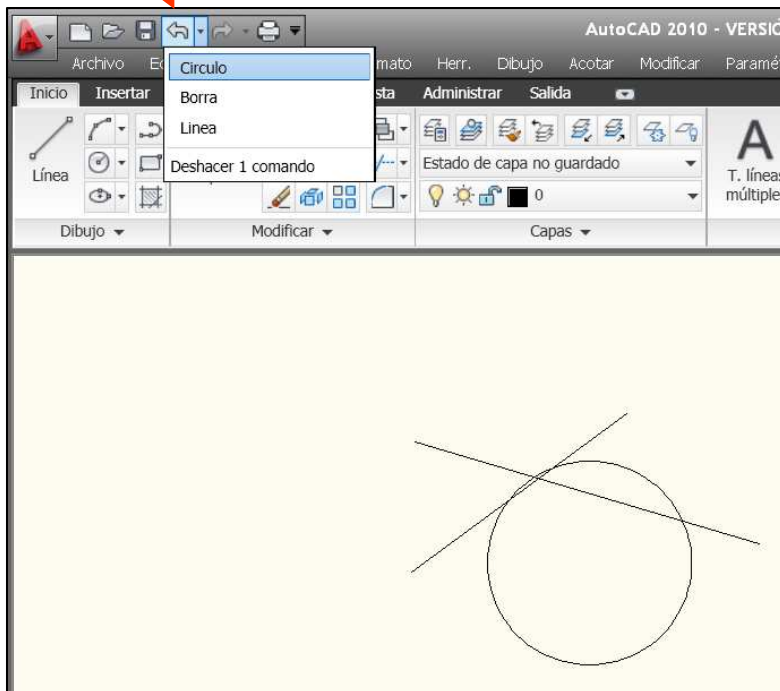 AutoCAD 2010 - VERSIÓ
Archivo Ed mato Herr. Dibujo Acotar Modificar Paramé
Circulo
Borra
Linea
Deshacer 1 comando
Inicio Insertar sta Administrar Salida
Línea
Estado de capa no guardado
0
A
T. líneas
múltiple
Dibujo Modificar Capas